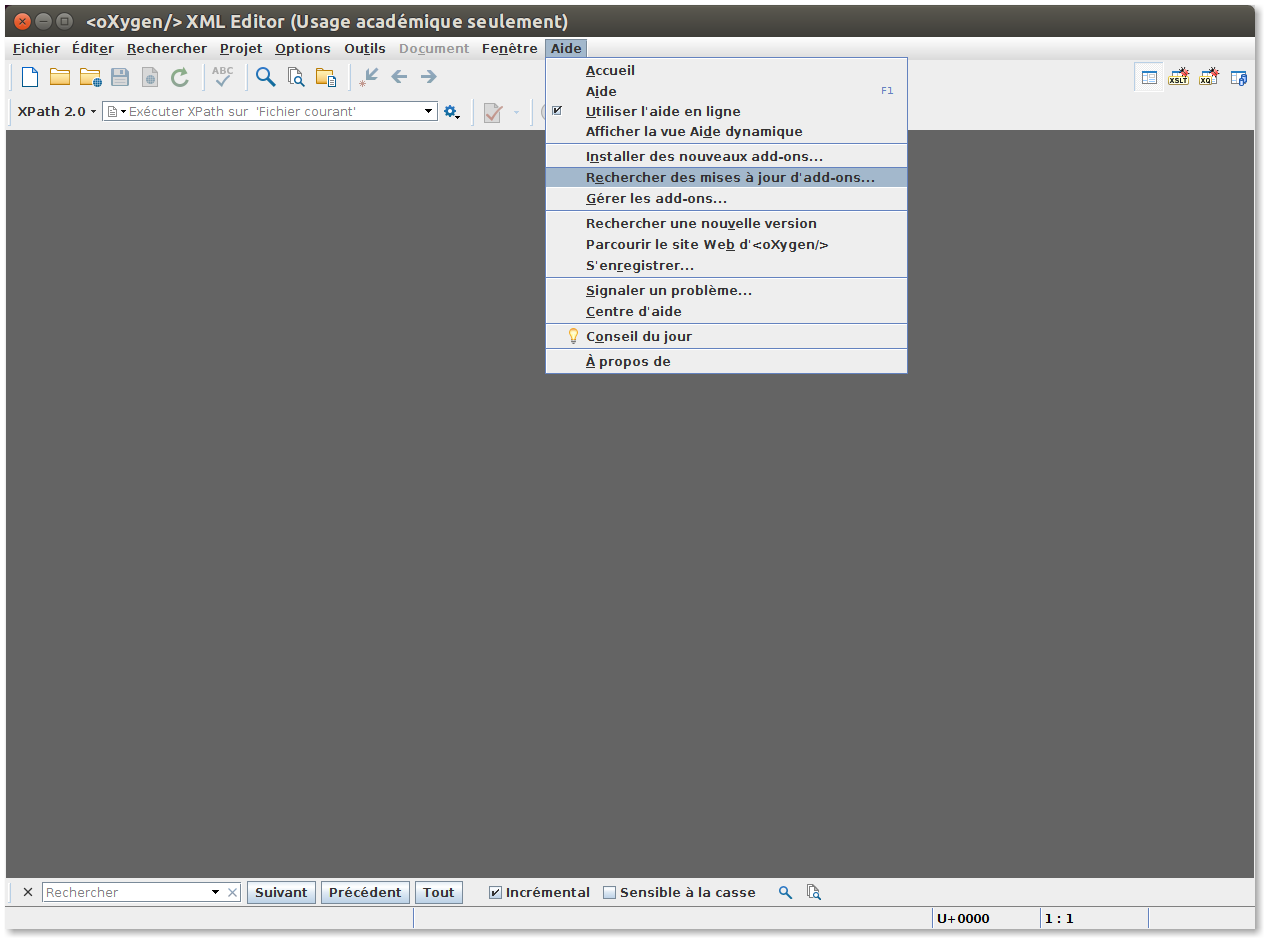 <oXygen/> XML Editor (Usage académique seulement)
Fichier Éditer Rechercher Projet Options Outils Document Fenêtre Aide
ABC
XSLT XQ
XPath 2.0 Exécuter XPath sur 'Fichier courant'
Accueil
Aide F1
Utiliser l'aide en ligne
Afficher la vue Aide dynamique
Installer des nouveaux add-ons...
Rechercher des mises à jour d'add-ons...
Gérer les add-ons...
Rechercher une nouvelle version
Parcourir le site Web d'<oXygen/>
S'enregistrer...
Signaler un problème...
Centre d'aide
Conseil du jour
À propos de
Rechercher Suivant Précédent Tout Incrémental Sensible à la casse
U+0000 1 : 1